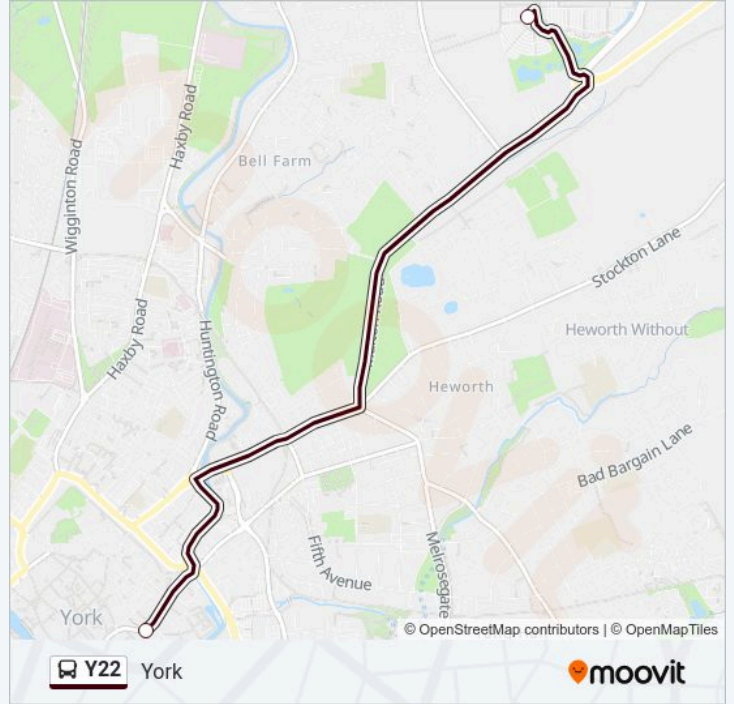 Haxby Road
Wigginton Road
Bell Farm
Stockton Lane
Heworth Without
Haxby Road
Huntington Road
Heworth
Bad Bargain Lane
Fifth Avenue
Melrosegate
York
© OpenStreetMap contributors | © OpenMapTiles
Y22 York
moovit